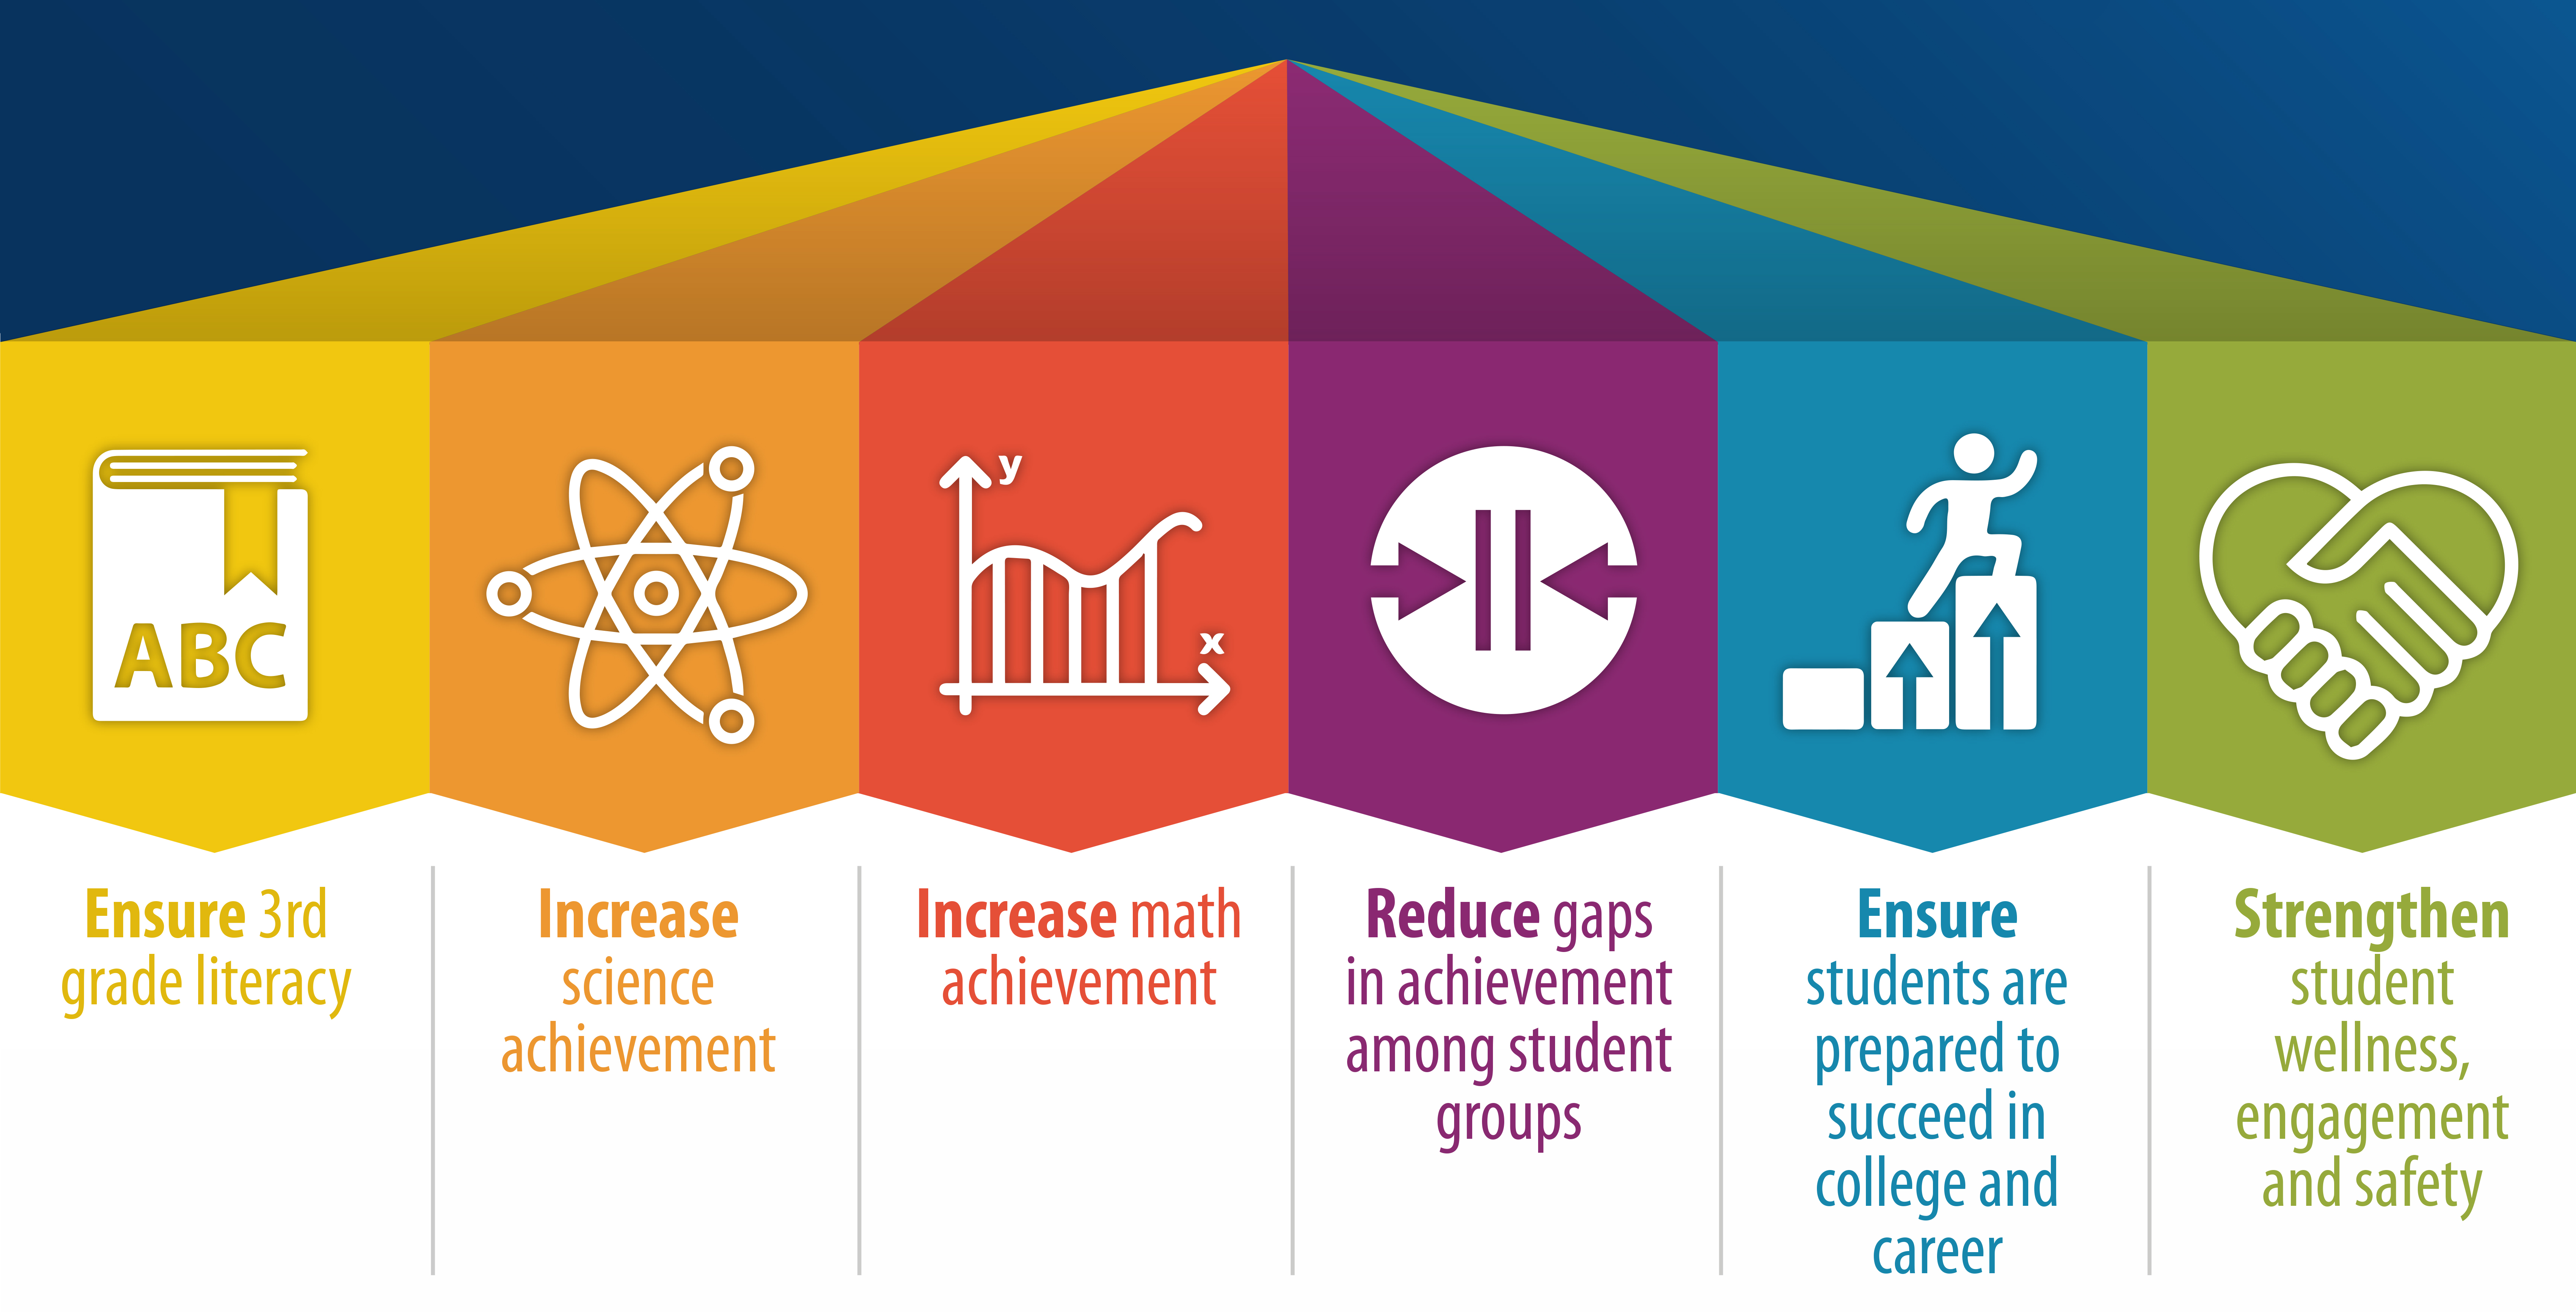 ABC
y
x
Ensure 3rd
grade literacy
Increase
science
achievement
Increase math
achievement
Reduce gaps
in achievement
among student
groups
Ensure
students are
prepared to
succeed in
college and
career
Strengthen
student
wellness,
engagement
and safety